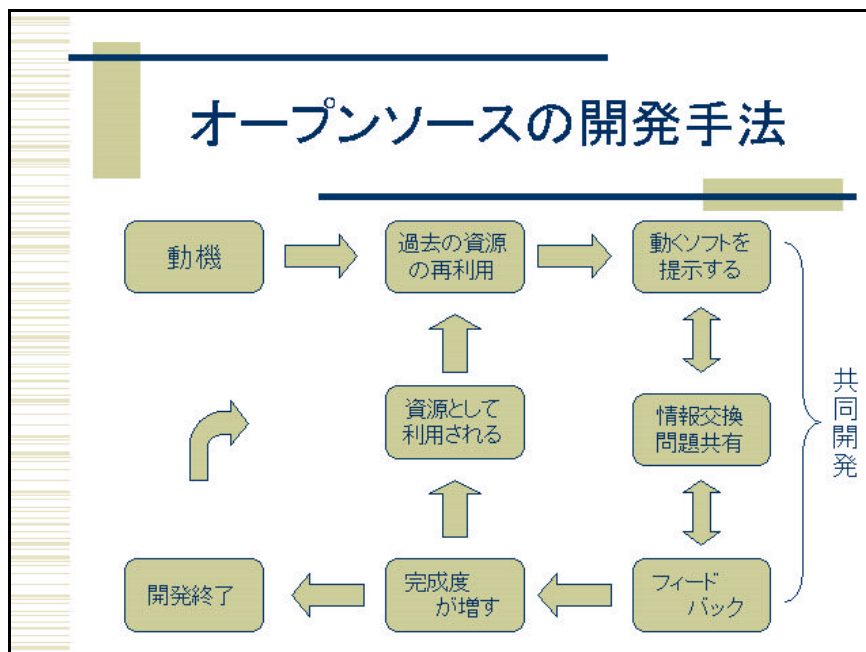 オープンソースの開発手法
動機
過去の資源
の再利用
動くソフトを
提示する
資源として
利用される
情報交換
問題共有
共同開発
開発終了
完成度
が増す
フィード
バック